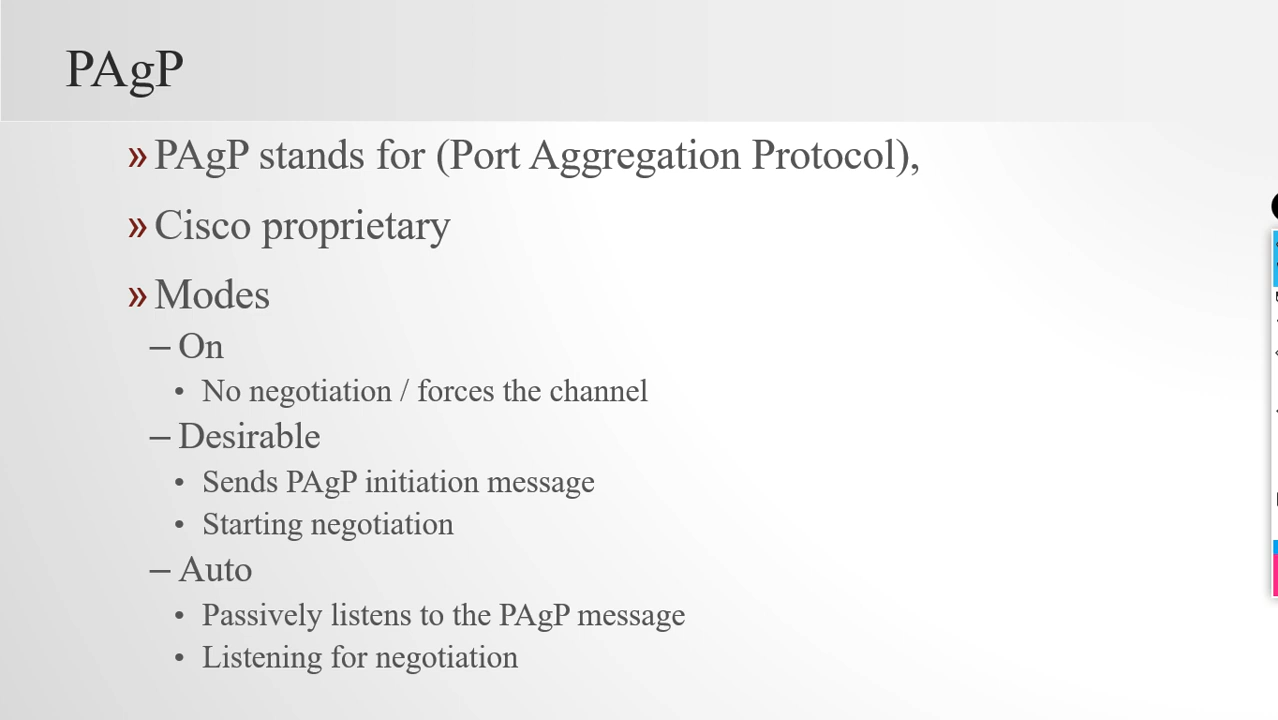 PAgP
» PAgP stands for (Port Aggregation Protocol),
» Cisco proprietary
» Modes
– On
• No negotiation / forces the channel
– Desirable
• Sends PAgP initiation message
• Starting negotiation
– Auto
• Passively listens to the PAgP message
• Listening for negotiation